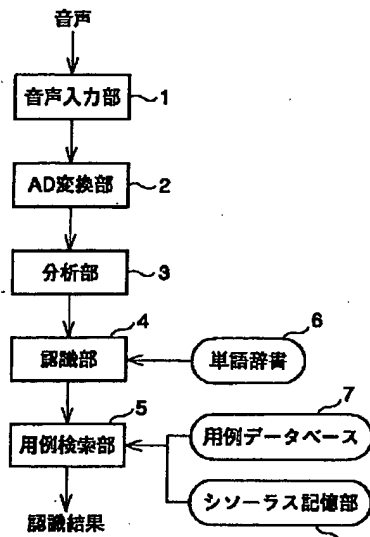 音声
音声入力部 1
AD変換部 2
分析部 3
4
認識部
6
単語辞書
5
用例検索部
7
用例データベース
シソーラス記憶部
認識結果